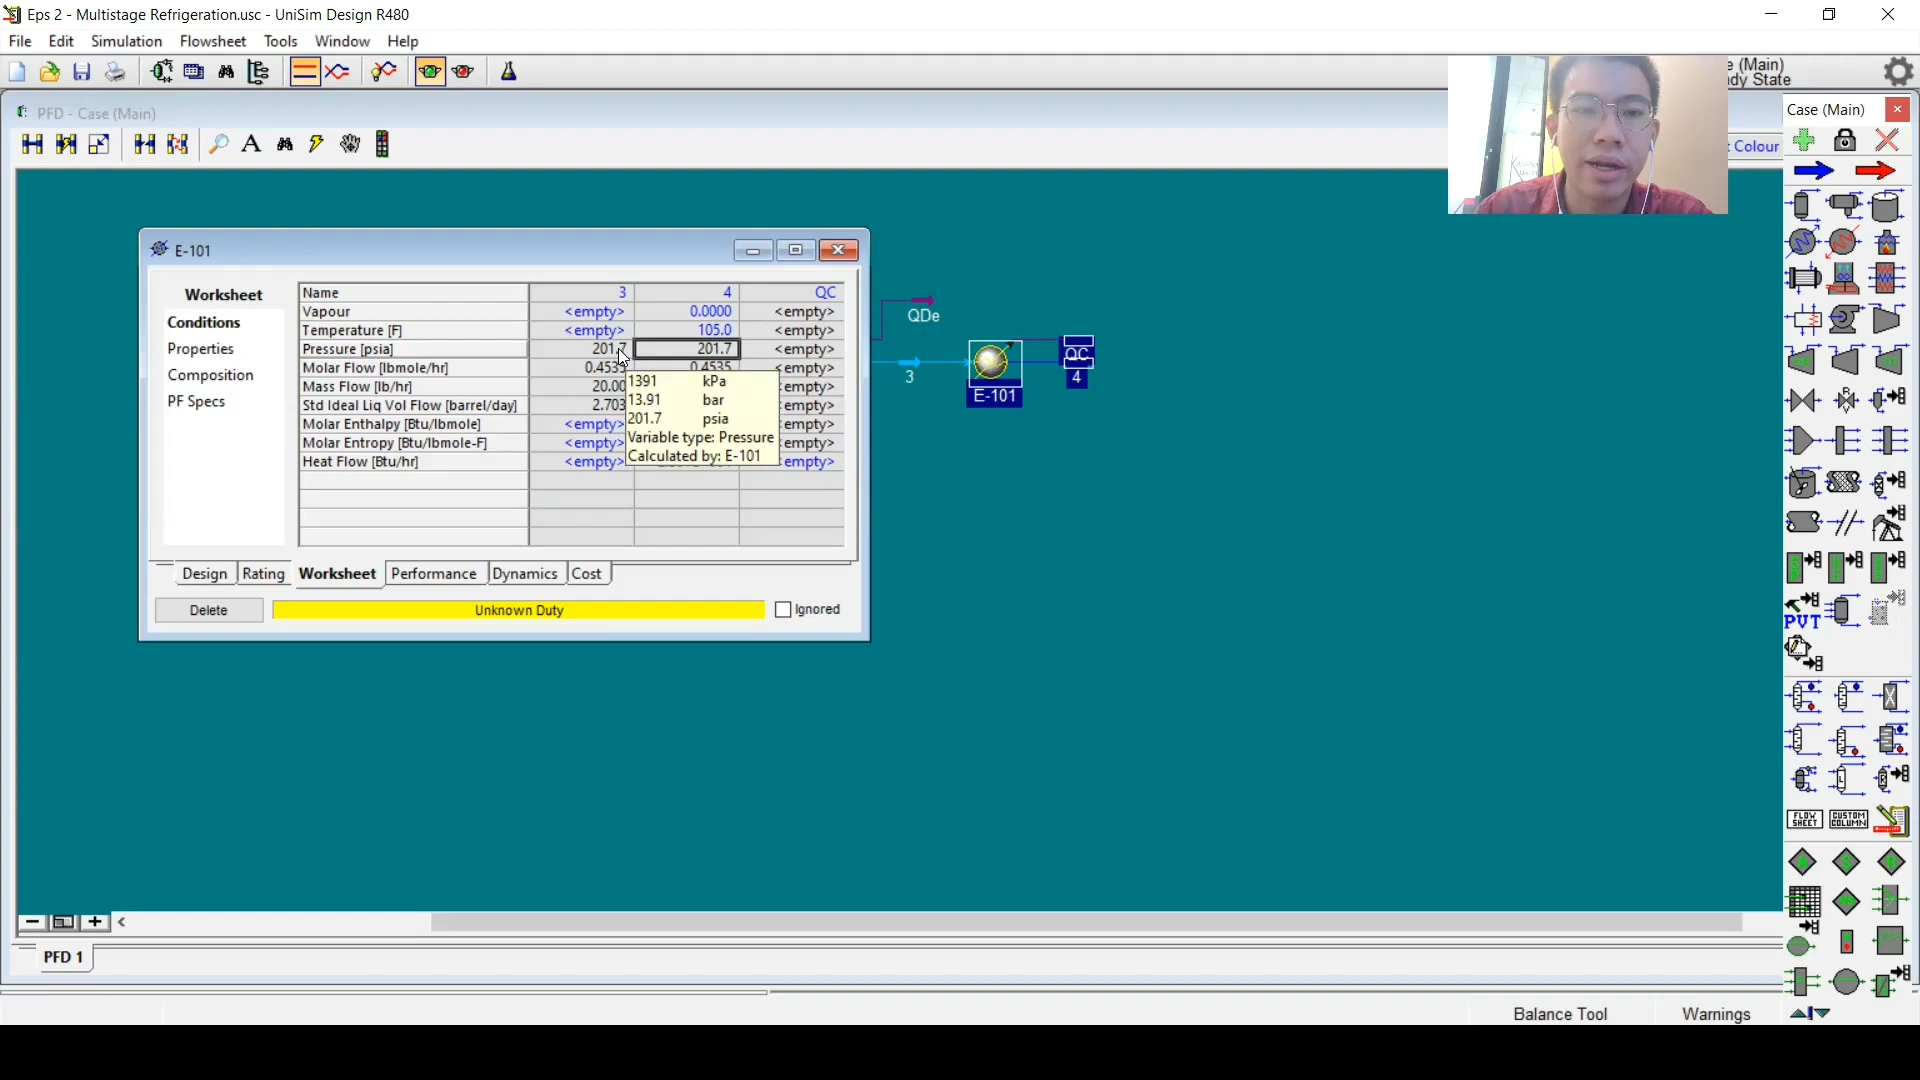 Eps 2 - Multistage Refrigeration.usc - UniSim Design R480
File Edit Simulation Flowsheet Tools Window Help
e (Main)
dy State
PFD - Case (Main)
Case (Main)
Colour
E-101
Worksheet
Conditions
Properties
Composition
PF Specs
Name 3 4 QC
Vapour <empty> 0.0000 <empty>
Temperature [F] <empty> 105.0 <empty>
Pressure [psia] 201.7 201.7 <empty>
Molar Flow [lbmole/hr] 0.4535 0.4535 <empty>
Mass Flow [lb/hr] 20.00 empty>
Std Ideal Liq Vol Flow [barrel/day] 2.703 empty>
Molar Enthalpy [Btu/lbmole] <empty> empty>
Molar Entropy [Btu/lbmole-F] <empty> empty>
Heat Flow [Btu/hr] <empty> empty>
1391 kPa
13.91 bar
201.7 psia
Variable type: Pressure
Calculated by: E-101
Design Rating Worksheet Performance Dynamics Cost
Delete Unknown Duty Ignored
QDe
3
E-101
QC
4
PVT
FLOW SHEET
CUSTOM COLUMN
PFD 1
Balance Tool Warnings